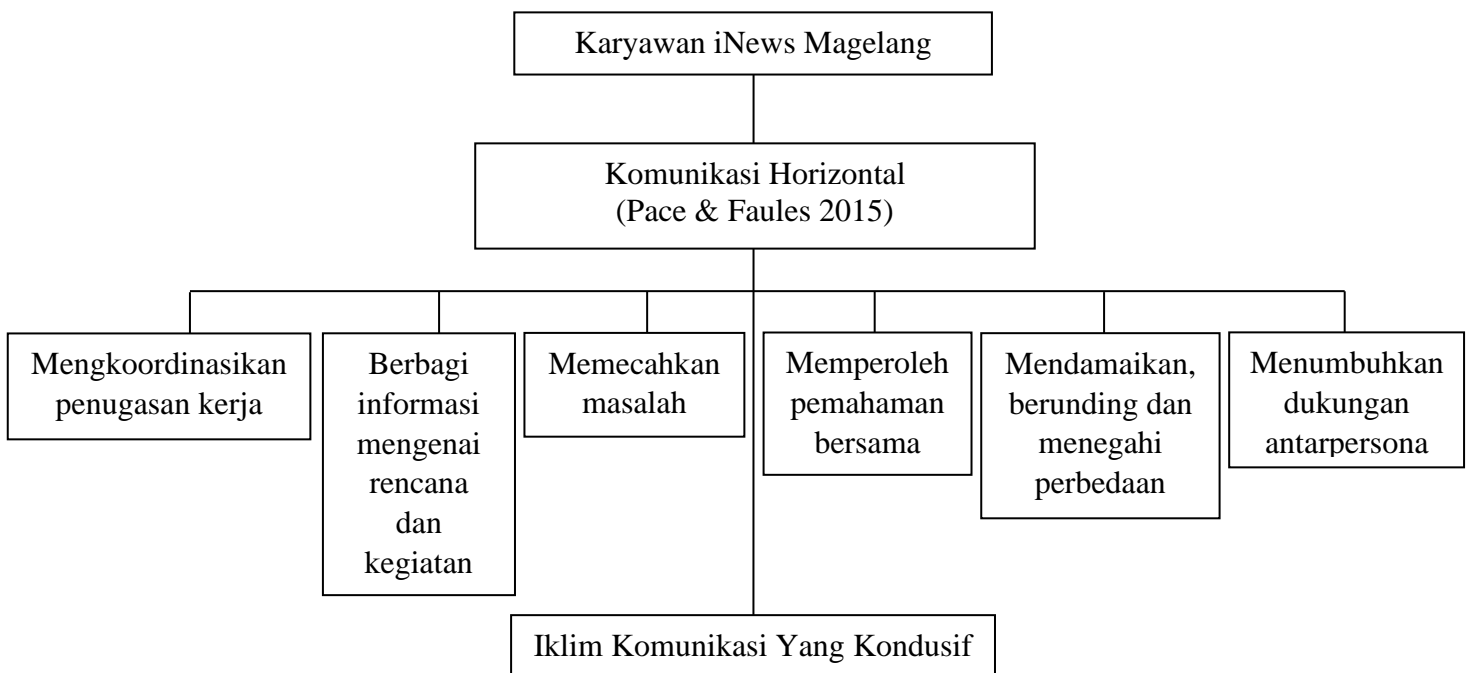 Karyawan iNews Magelang
Komunikasi Horizontal
(Pace & Faules 2015)
Mengkoordinasikan
penugasan kerja
Berbagi
informasi
mengenai
rencana
dan
kegiatan
Memecahkan
masalah
Memperoleh
pemahaman
bersama
Mendamaikan,
berunding dan
menegahi
perbedaan
Menumbuhkan
dukungan
antarpersona
Iklim Komunikasi Yang Kondusif